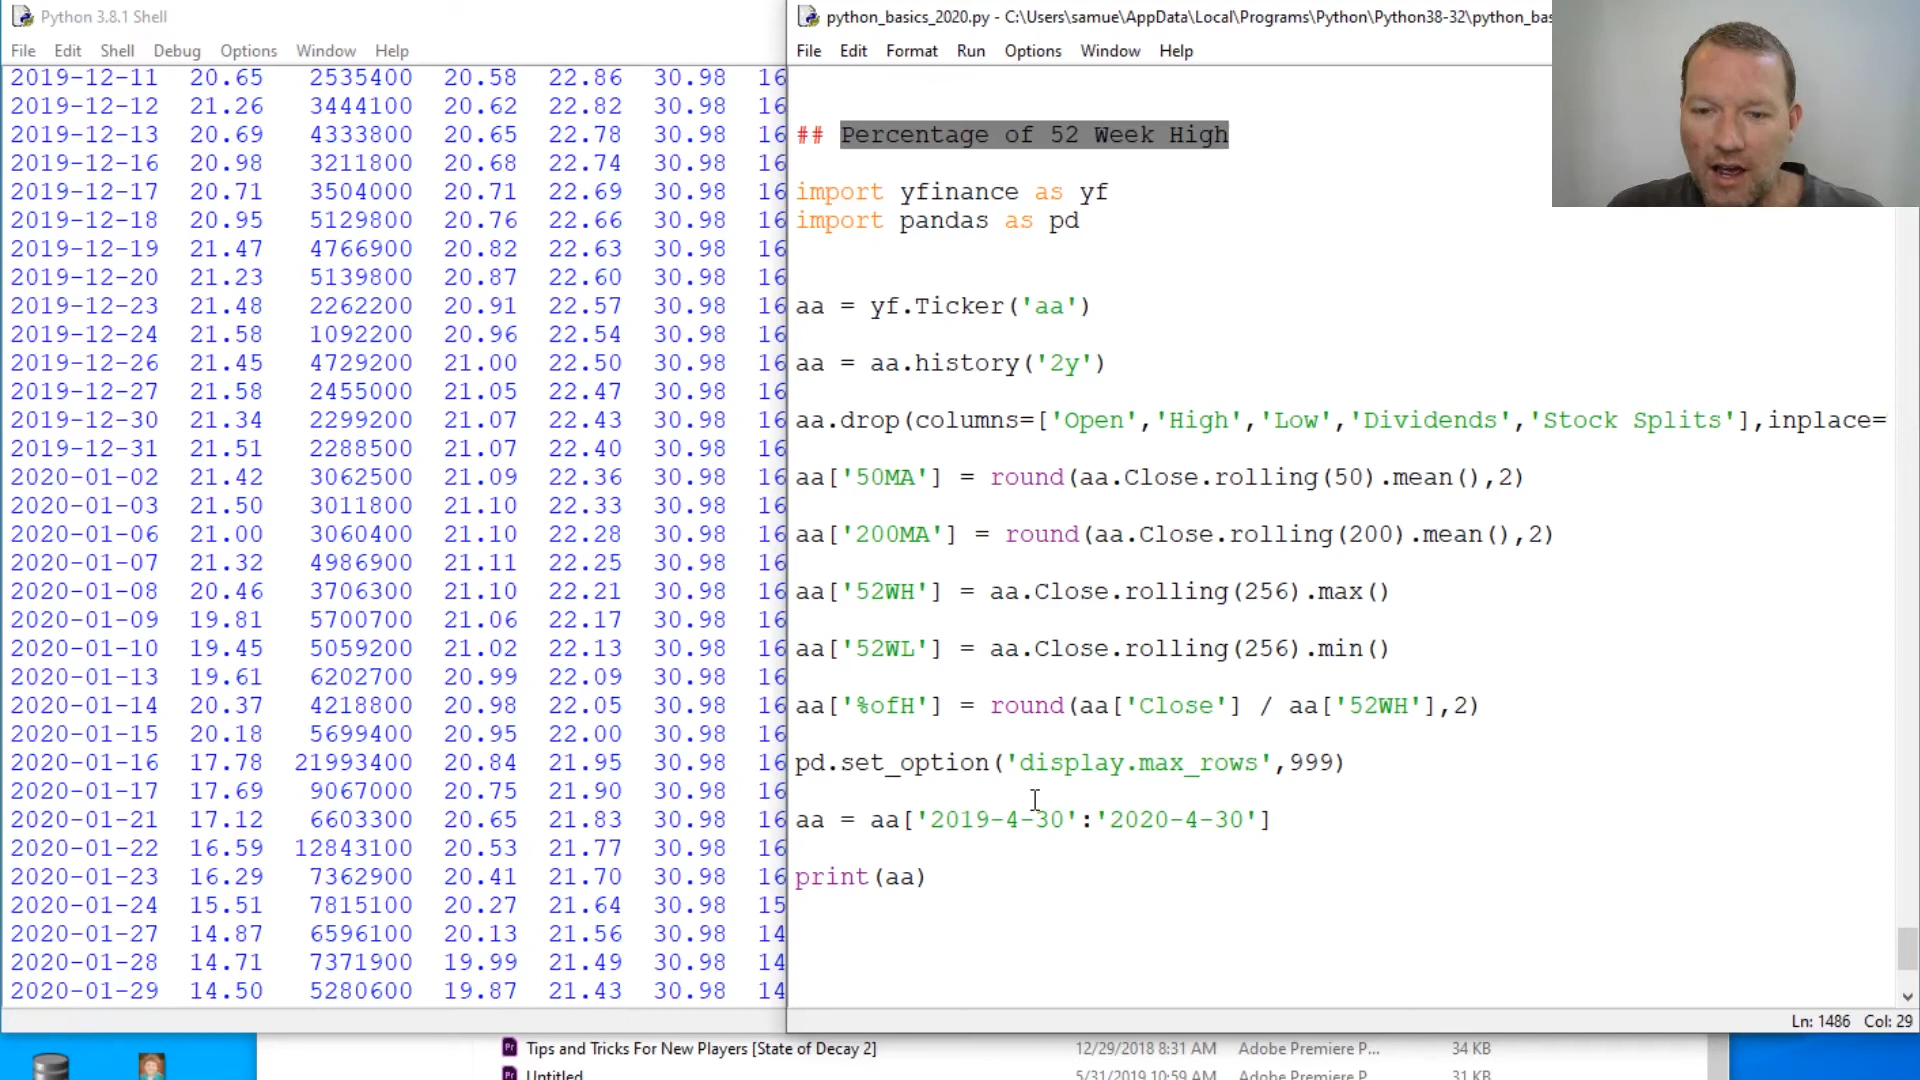 Python 3.8.1 Shell
File Edit Shell Debug Options Window Help
2019-12-11 20.65 2535400 20.58 22.86 30.98 16
2019-12-12 21.26 3444100 20.62 22.82 30.98 16
2019-12-13 20.69 4333800 20.65 22.78 30.98 16
2019-12-16 20.98 3211800 20.68 22.74 30.98 16
2019-12-17 20.71 3504000 20.71 22.69 30.98 16
2019-12-18 20.95 5129800 20.76 22.66 30.98 16
2019-12-19 21.47 4766900 20.82 22.63 30.98 16
2019-12-20 21.23 5139800 20.87 22.60 30.98 16
2019-12-23 21.48 2262200 20.91 22.57 30.98 16
2019-12-24 21.58 1092200 20.96 22.54 30.98 16
2019-12-26 21.45 4729200 21.00 22.50 30.98 16
2019-12-27 21.58 2455000 21.05 22.47 30.98 16
2019-12-30 21.34 2299200 21.07 22.43 30.98 16
2019-12-31 21.51 2288500 21.07 22.40 30.98 16
2020-01-02 21.42 3062500 21.09 22.36 30.98 16
2020-01-03 21.50 3011800 21.10 22.33 30.98 16
2020-01-06 21.00 3060400 21.10 22.28 30.98 16
2020-01-07 21.32 4986900 21.11 22.25 30.98 16
2020-01-08 20.46 3706300 21.10 22.21 30.98 16
2020-01-09 19.81 5700700 21.06 22.17 30.98 16
2020-01-10 19.45 5059200 21.02 22.13 30.98 16
2020-01-13 19.61 6202700 20.99 22.09 30.98 16
2020-01-14 20.37 4218800 20.98 22.05 30.98 16
2020-01-15 20.18 5699400 20.95 22.00 30.98 16
2020-01-16 17.78 21993400 20.84 21.95 30.98 16
2020-01-17 17.69 9067000 20.75 21.90 30.98 16
2020-01-21 17.12 6603300 20.65 21.83 30.98 16
2020-01-22 16.59 12843100 20.53 21.77 30.98 16
2020-01-23 16.29 7362900 20.41 21.70 30.98 16
2020-01-24 15.51 7815100 20.27 21.64 30.98 15
2020-01-27 14.87 6596100 20.13 21.56 30.98 14
2020-01-28 14.71 7371900 19.99 21.49 30.98 14
2020-01-29 14.50 5280600 19.87 21.43 30.98 14
python_basics_2020.py - C:\Users\samue\AppData\Local\Programs\Python\Python38-32\python_bas
File Edit Format Run Options Window Help
## Percentage of 52 Week High
import yfinance as yf
import pandas as pd
aa = yf.Ticker('aa')
aa = aa.history('2y')
aa.drop(columns=['Open','High','Low','Dividends','Stock Splits'],inplace=
aa['50MA'] = round(aa.Close.rolling(50).mean(),2)
aa['200MA'] = round(aa.Close.rolling(200).mean(),2)
aa['52WH'] = aa.Close.rolling(256).max()
aa['52WL'] = aa.Close.rolling(256).min()
aa['%ofH'] = round(aa['Close'] / aa['52WH'],2)
pd.set_option('display.max_rows',999)
aa = aa['2019-4-30':'2020-4-30']
print(aa)
Ln: 1486 Col: 29
Pr Tips and Tricks For New Players [State of Decay 2] 12/29/2018 8:31 AM Adobe Premiere P... 34 KB
Pr Untitled 5/31/2019 10:59 AM Adobe Premiere P... 31 KB